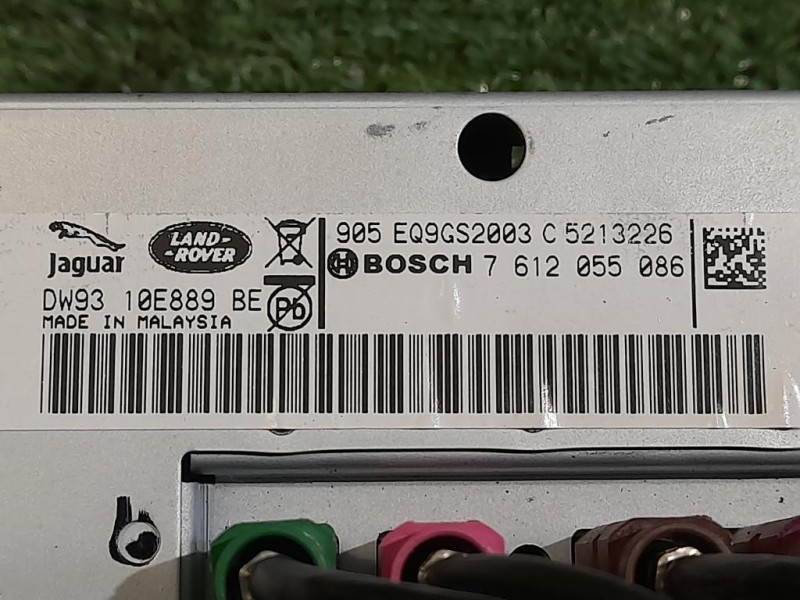 Jaguar
LAND-
-ROVER
DW93 10E889 BE
Pb
MADE IN MALAYSIA
905 EQ9GS2003 C 5213226
BOSCH 7 612 055 086